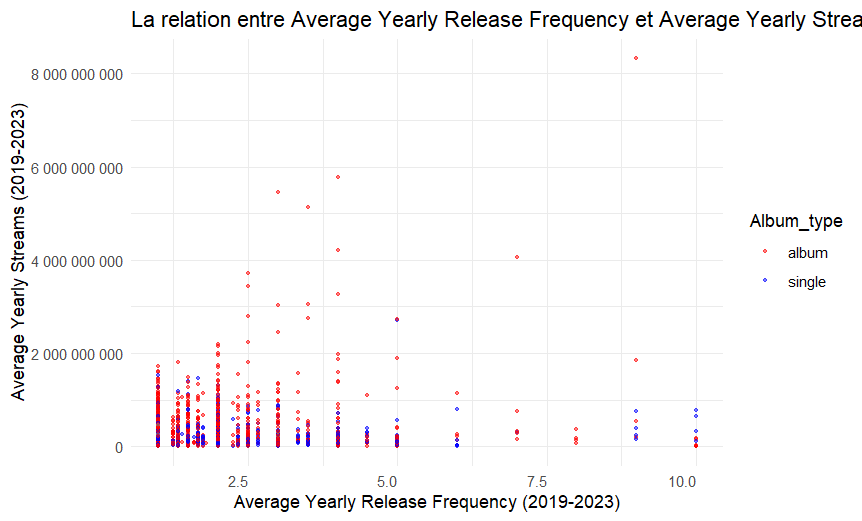 La relation entre Average Yearly Release Frequency et Average Yearly Strea
8 000 000 000
6 000 000 000
4 000 000 000
2 000 000 000
0
Average Yearly Streams (2019-2023)
2.5
5.0
7.5
10.0
Average Yearly Release Frequency (2019-2023)
Album_type
album
single